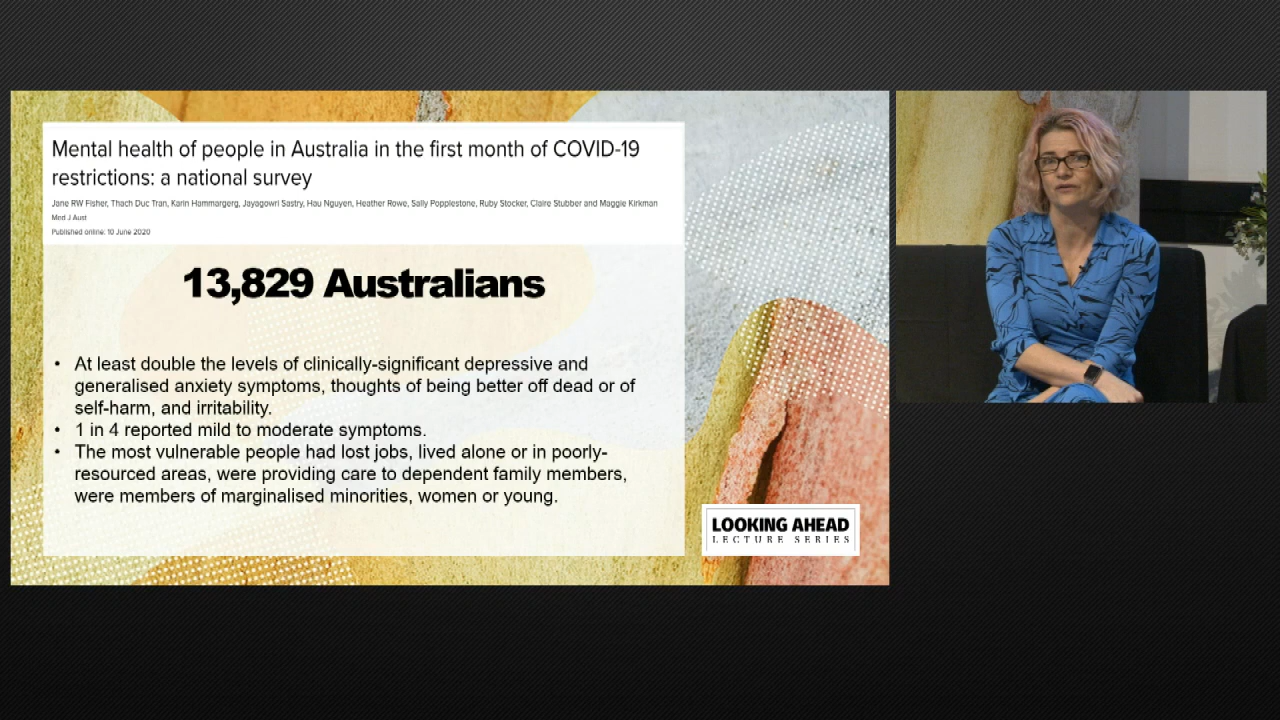 Mental health of people in Australia in the first month of COVID-19
restrictions: a national survey
Jane RW Fisher, Thach Duc Tran, Karin Hammargerg, Jayagowri Sastry, Hau Nguyen, Heather Rowe, Sally Popplestone, Ruby Stocker, Claire Stubber and Maggie Kirkman
Med J Aust
Published online: 10 June 2020
13,829 Australians
• At least double the levels of clinically-significant depressive and
generalised anxiety symptoms, thoughts of being better off dead or of
self-harm, and irritability.
• 1 in 4 reported mild to moderate symptoms.
• The most vulnerable people had lost jobs, lived alone or in poorly-
resourced areas, were providing care to dependent family members,
were members of marginalised minorities, women or young.
LOOKING AHEAD
LECTURE SERIES